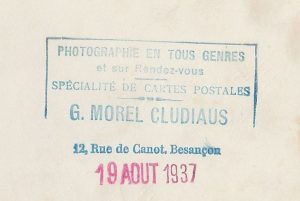 PHOTOGRAPHIE EN TOUS GENRES
et sur Rendez-vous
SPÉCIALITÉ DE CARTES POSTALES
G. MOREL CLUDIAUS
12, Rue de Canot. Besançon
19 AOUT 1937